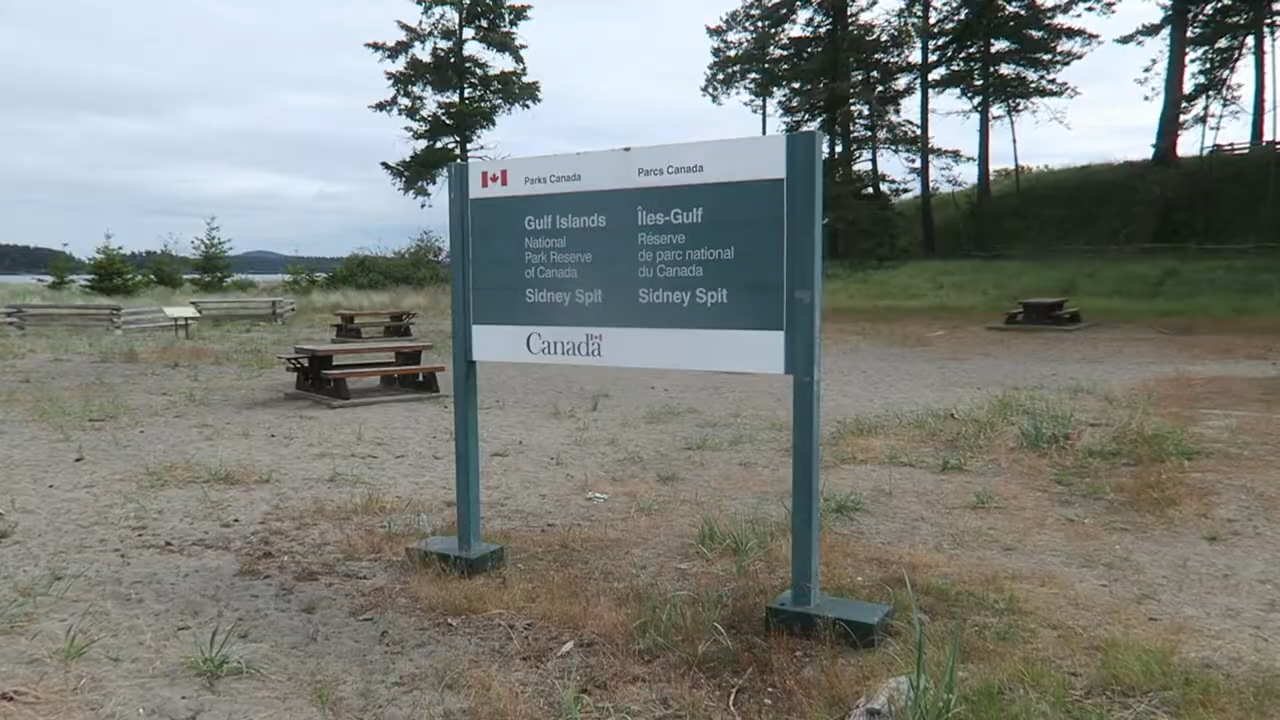 Parks Canada
Parcs Canada
Gulf Islands
National
Park Reserve
of Canada
Sidney Spit
Îles-Gulf
Réserve
de parc national
du Canada
Sidney Spit
Canada